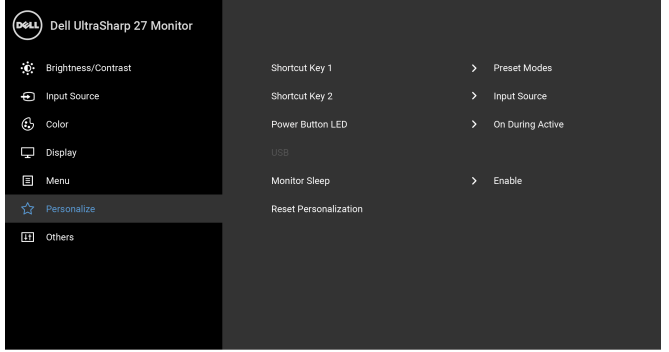 DELL Dell UltraSharp 27 Monitor
Brightness/Contrast
Input Source
Color
Display
Menu
Personalize
Others
Shortcut Key 1 > Preset Modes
Shortcut Key 2 > Input Source
Power Button LED > On During Active
USB
Monitor Sleep > Enable
Reset Personalization